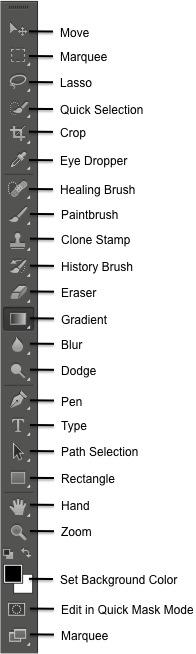 Move
Marquee
Lasso
Quick Selection
Crop
Eye Dropper
Healing Brush
Paintbrush
Clone Stamp
History Brush
Eraser
Gradient
Blur
Dodge
Pen
Type
Path Selection
Rectangle
Hand
Zoom
Set Background Color
Edit in Quick Mask Mode
Marquee